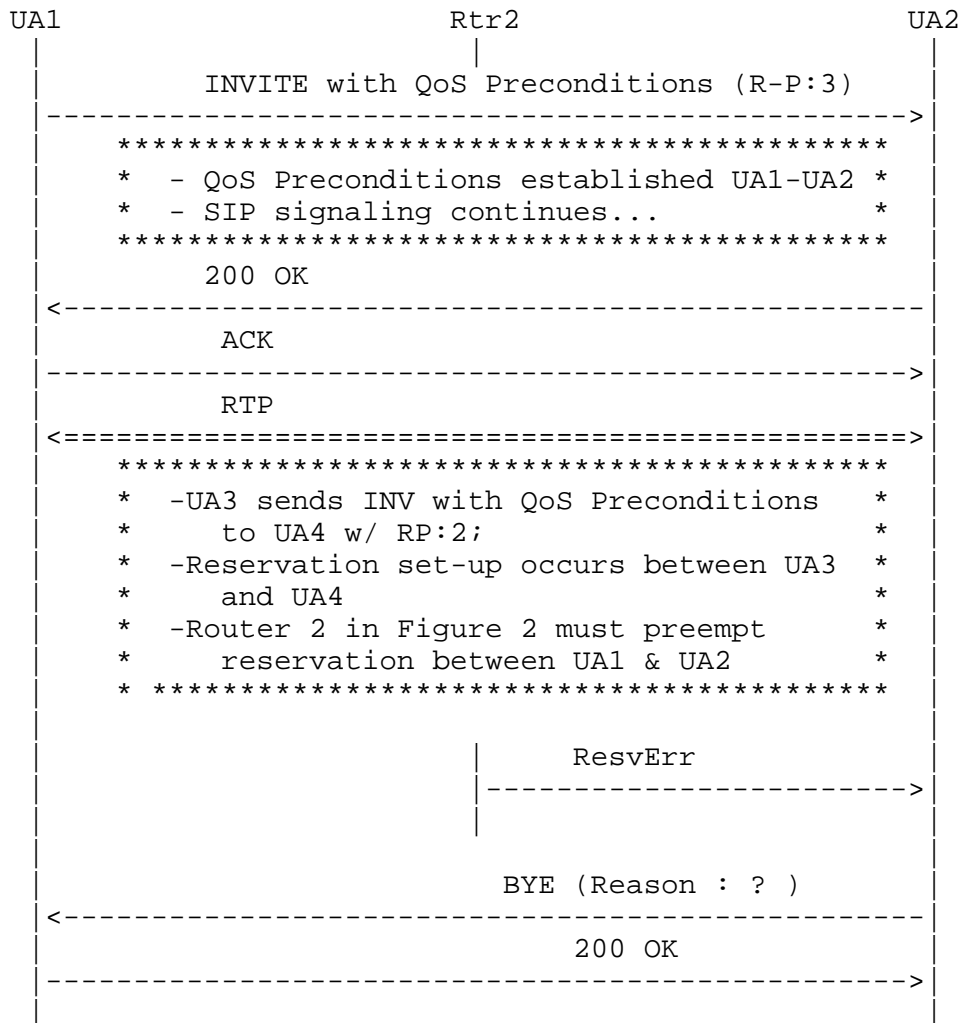 UA1 Rtr2 UA2
INVITE with QoS Preconditions (R-P:3)
- QoS Preconditions established UA1-UA2
- SIP signaling continues...
200 OK
ACK
RTP
-UA3 sends INV with QoS Preconditions
to UA4 w/ RP:2;
-Reservation set-up occurs between UA3
and UA4
-Router 2 in Figure 2 must preempt
reservation between UA1 & UA2
ResvErr
BYE (Reason : ? )
200 OK